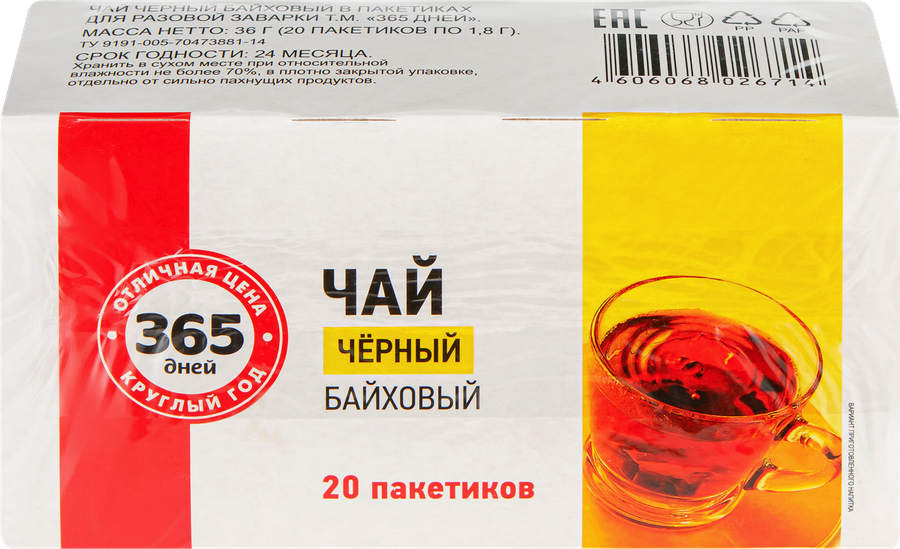 ЧАЙ ЧЕРНЫЙ БАЙХОВЫЙ В ПАКЕТИКАХ
ДЛЯ РАЗОВОЙ ЗАВАРКИ Т.М. «365 ДНЕЙ».
МАССА НЕТТО: 36 Г (20 ПАКЕТИКОВ ПО 1,8 Г).
ТУ 9191-005-70473881-14
СРОК ГОДНОСТИ: 24 МЕСЯЦА.
Хранить в сухом месте при относительной
влажности не более 70%, в плотно закрытой упаковке,
отдельно от сильно пахнущих продуктов.
EAC
PP
PAP
4 606068 026714
ОТЛИЧНАЯ ЦЕНА
365
дней
КРУГЛЫЙ ГОД
ЧАЙ
ЧЁРНЫЙ
БАЙХОВЫЙ
20 пакетиков
ВАРИАНТ ПРИГОТОВЛЕННОГО НАПИТКА